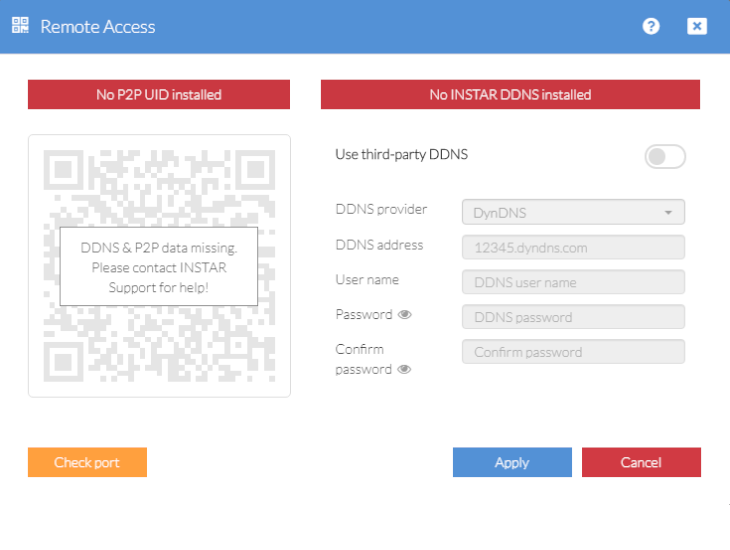 Remote Access
No P2P UID installed
No INSTAR DDNS installed
DDNS & P2P data missing.
Please contact INSTAR
Support for help!
Use third-party DDNS
DDNS provider
DynDNS
DDNS address
12345.dyndns.com
User name
DDNS user name
Password
DDNS password
Confirm
password
Confirm password
Check port
Apply
Cancel